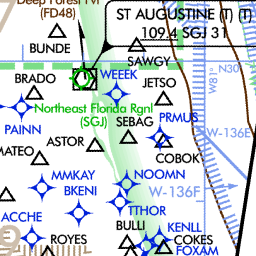 Deep Forest Pvt
(FD48)
ST AUGUSTINE (T) (T)
109.4 SGJ 31
BUNDE
SAWGY
W81°
N30
BRADO
WEEEK
JETSO
Northeast Florida Rgnl
(SGJ)
PAINN
SEBAG
PRMUS
W-136E
ASTOR
MATEO
COBOK
MMKAY
NOOMN
W-136F
BKENI
TTHOR
ACCHE
BULLI
KENLL
ROYES
COKES
FOXAM